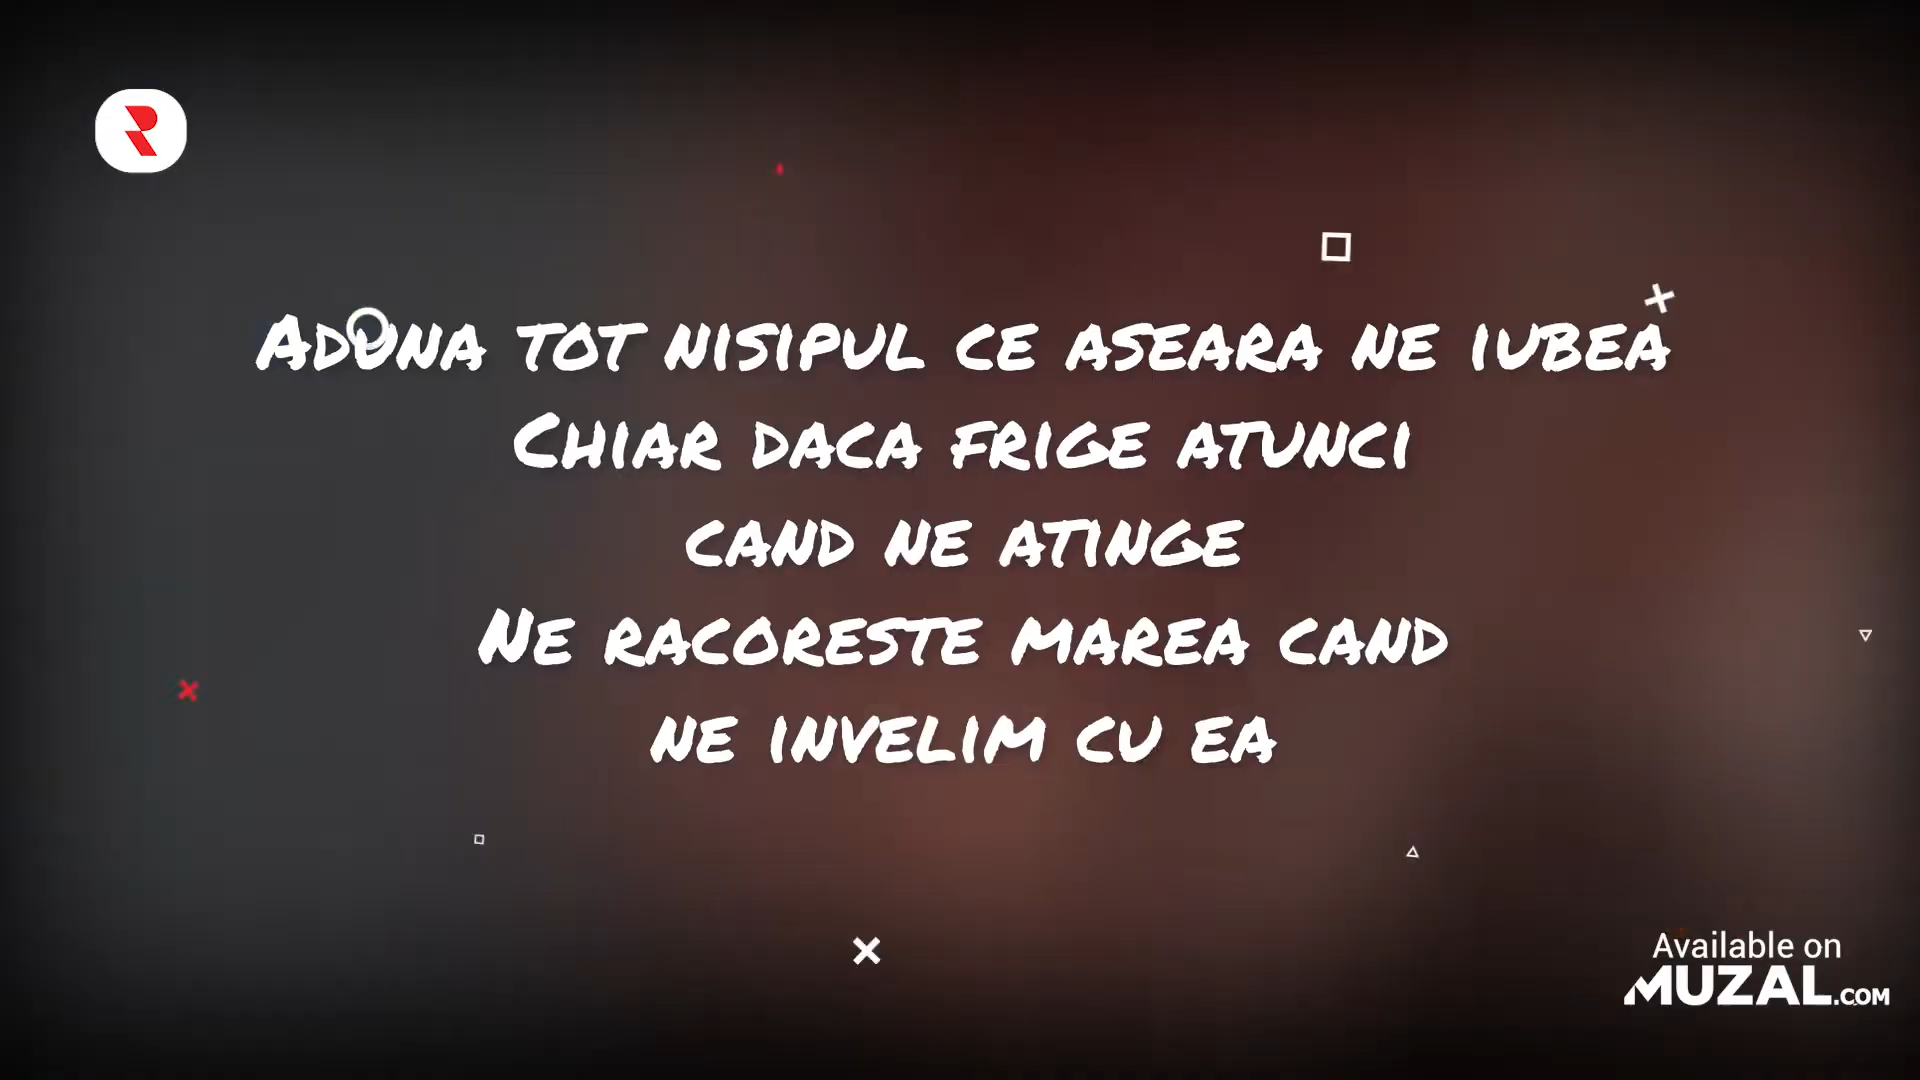 Aduna tot nisipul ce aseara ne iubea
Chiar daca frige atunci
cand ne atinge
Ne racoreste marea cand
ne invelim cu ea
Available on
MUZAL.COM